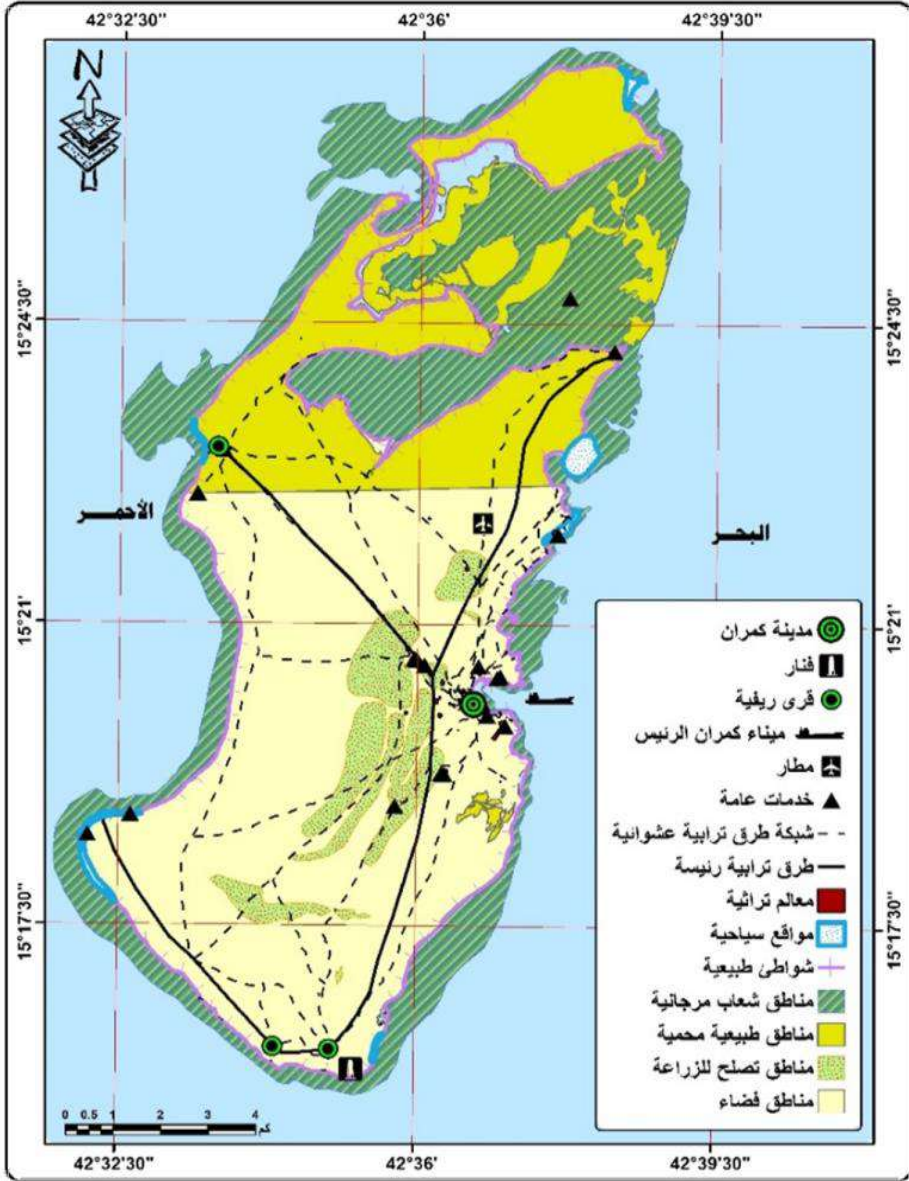 42°32'30" 42°36' 42°39'30"
N
15°24'30" 15°24'30"
الأحمـــر البحـــر
15°21' 15°21'
مدينة كمران
فنار
قرى ريفية
ميناء كمران الرئيس
مطار
خدمات عامة
شبكة طرق ترابية عشوائية
طرق ترابية رئيسة
معالم تراثية
مواقع سياحية
شواطئ طبيعية
مناطق شعاب مرجانية
مناطق طبيعية محمية
مناطق تصلح للزراعة
مناطق فضاء
15°17'30" 15°17'30"
0 0.5 1 2 3 4
كم
42°32'30" 42°36' 42°39'30"